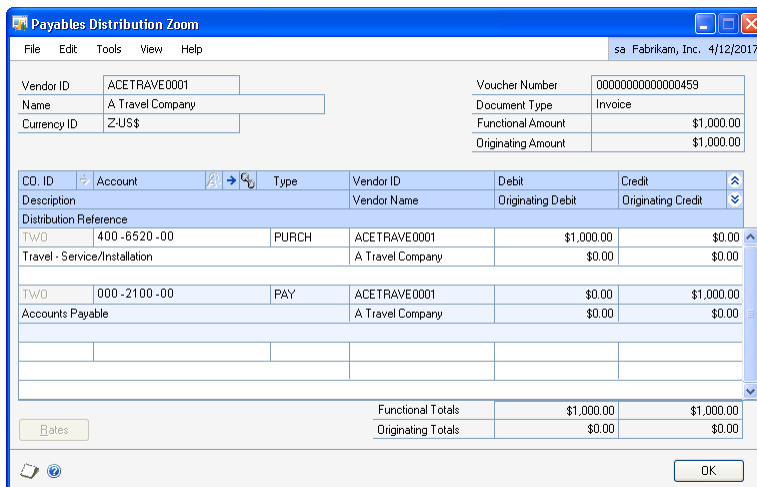 Payables Distribution Zoom
File Edit Tools View Help sa Fabrikam, Inc. 4/12/2017
Vendor ID ACETRAVE0001 Voucher Number 00000000000000459
Name A Travel Company Document Type Invoice
Currency ID Z-US$ Functional Amount $1,000.00
Originating Amount $1,000.00
CO. ID Account Type Vendor ID Debit Credit
Description Vendor Name Originating Debit Originating Credit
Distribution Reference
TWO 400 -6520 -00 PURCH ACETRAVE0001 $1,000.00 $0.00
Travel - Service/Installation A Travel Company $0.00 $0.00
TWO 000 -2100 -00 PAY ACETRAVE0001 $0.00 $1,000.00
Accounts Payable A Travel Company $0.00 $0.00
Functional Totals $1,000.00 $1,000.00
Rates Originating Totals $0.00 $0.00
OK